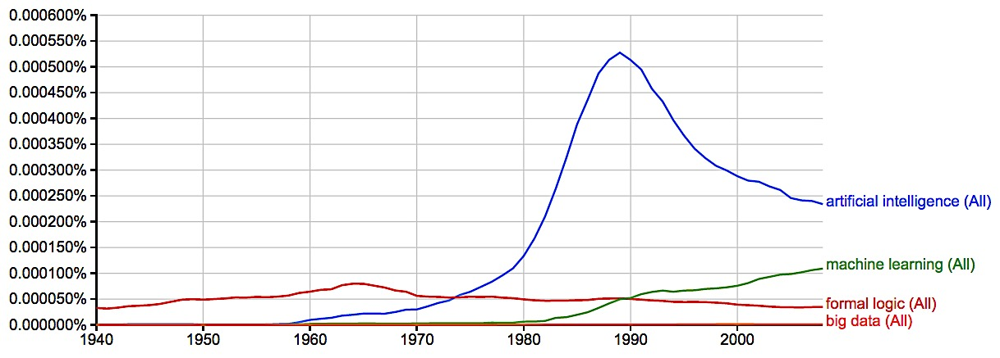 0.000600%
0.000550%
0.000500%
0.000450%
0.000400%
0.000350%
0.000300%
0.000250%
0.000200%
0.000150%
0.000100%
0.000050%
0.000000%
artificial intelligence (All)
machine learning (All)
formal logic (All)
big data (All)
1940 1950 1960 1970 1980 1990 2000